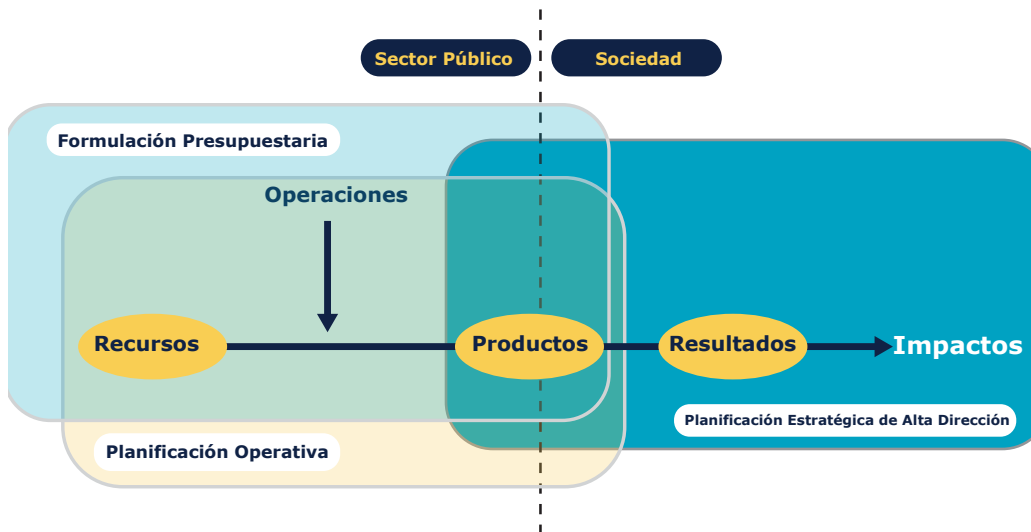 Sector Público
Sociedad
Formulación Presupuestaria
Operaciones
Recursos
Productos
Resultados
Impactos
Planificación Estratégica de Alta Dirección
Planificación Operativa